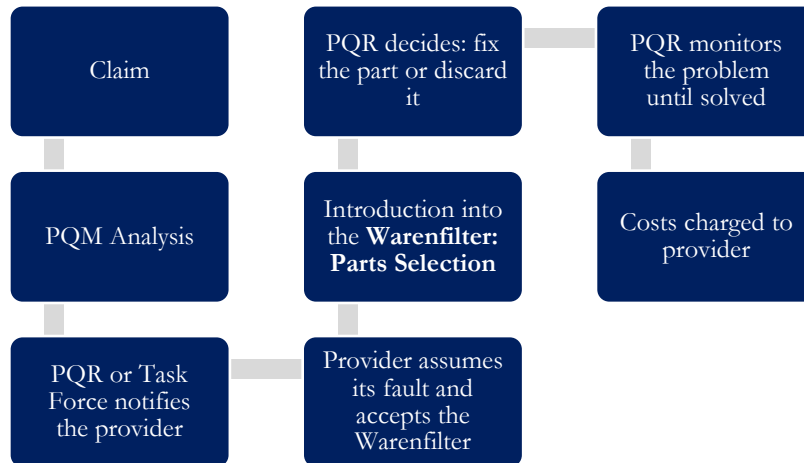 Claim
PQM Analysis
PQR or Task
Force notifies
the provider
Provider assumes
its fault and
accepts the
Warenfilter
Introduction into
the Warenfilter:
Parts Selection
PQR decides: fix
the part or discard
it
PQR monitors
the problem
until solved
Costs charged to
provider